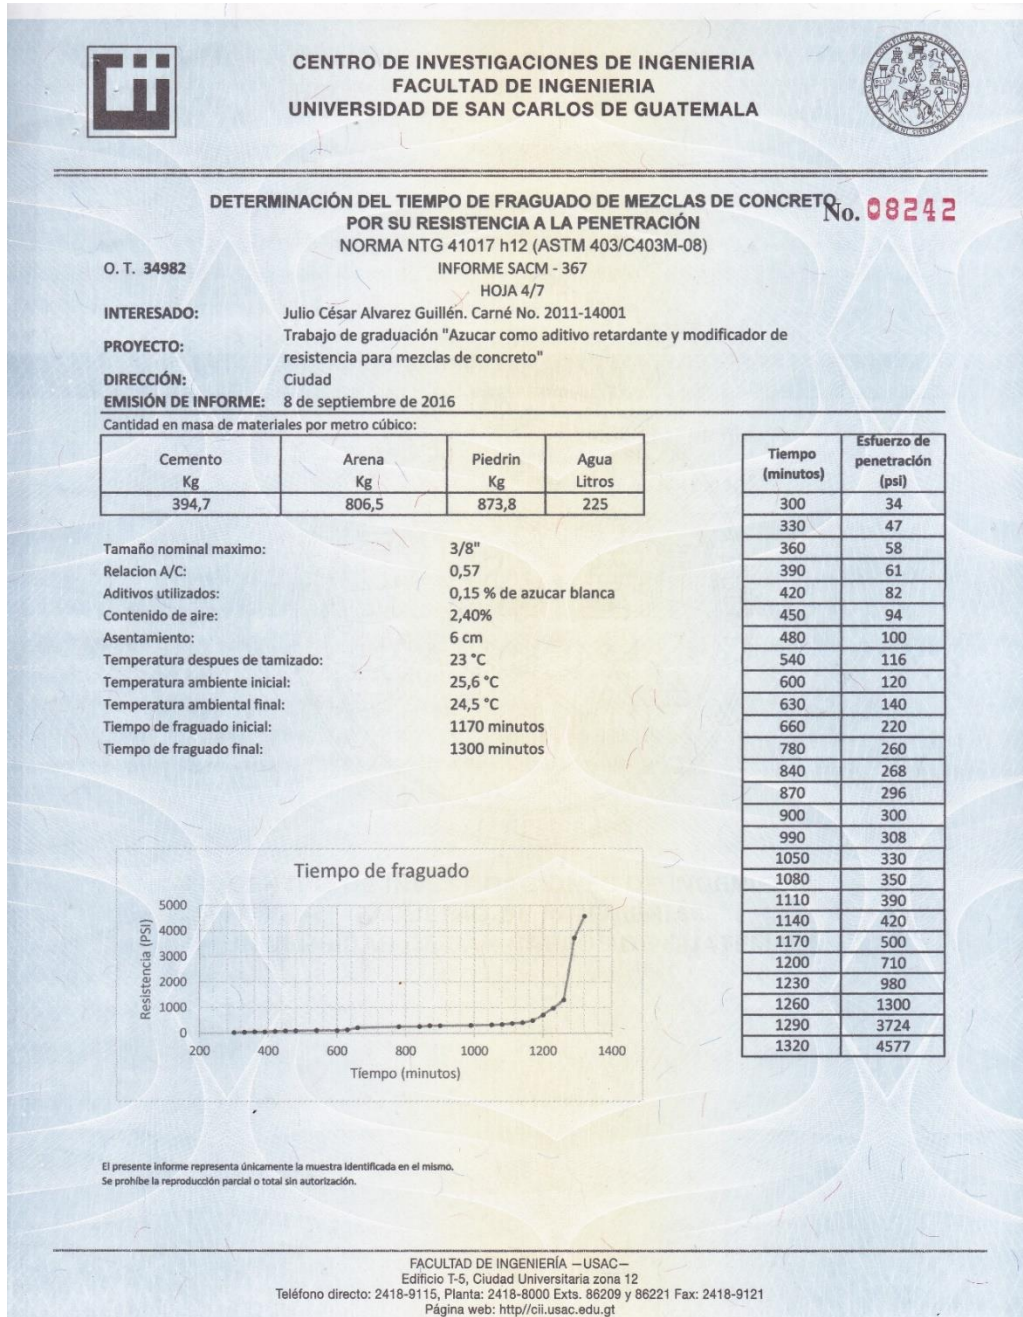 CENTRO DE INVESTIGACIONES DE INGENIERIA
FACULTAD DE INGENIERIA
UNIVERSIDAD DE SAN CARLOS DE GUATEMALA
DETERMINACIÓN DEL TIEMPO DE FRAGUADO DE MEZCLAS DE CONCRETO
No. 08242
POR SU RESISTENCIA A LA PENETRACIÓN
NORMA NTG 41017 h12 (ASTM 403/C403M-08)
O. T. 34982 INFORME SACM - 367
HOJA 4/7
INTERESADO: Julio César Alvarez Guillén. Carné No. 2011-14001
PROYECTO: Trabajo de graduación "Azucar como aditivo retardante y modificador de
resistencia para mezclas de concreto"
DIRECCIÓN: Ciudad
EMISIÓN DE INFORME: 8 de septiembre de 2016
Cantidad en masa de materiales por metro cúbico:
Cemento Arena Piedrin Agua
Kg Kg Kg Litros
394,7 806,5 873,8 225
Tamaño nominal maximo: 3/8"
Relacion A/C: 0,57
Aditivos utilizados: 0,15 % de azucar blanca
Contenido de aire: 2,40%
Asentamiento: 6 cm
Temperatura despues de tamizado: 23 °C
Temperatura ambiente inicial: 25,6 °C
Temperatura ambiental final: 24,5 °C
Tiempo de fraguado inicial: 1170 minutos
Tiempo de fraguado final: 1300 minutos
Tiempo
(minutos)
Esfuerzo de
penetración
(psi)
300 34
330 47
360 58
390 61
420 82
450 94
480 100
540 116
600 120
630 140
660 220
780 260
840 268
870 296
900 300
990 308
1050 330
1080 350
1110 390
1140 420
1170 500
1200 710
1230 980
1260 1300
1290 3724
1320 4577
Tiempo de fraguado
Resistencia (PSI)
5000
4000
3000
2000
1000
0
200 400 600 800 1000 1200 1400
Tíempo (minutos)
El presente informe representa únicamente la muestra identificada en el mismo.
Se prohíbe la reproducción parcial o total sin autorización.
FACULTAD DE INGENIERÍA —USAC—
Edificio T-5, Ciudad Universitaria zona 12
Teléfono directo: 2418-9115, Planta: 2418-8000 Exts. 86209 y 86221 Fax: 2418-9121
Página web: http//cii.usac.edu.gt